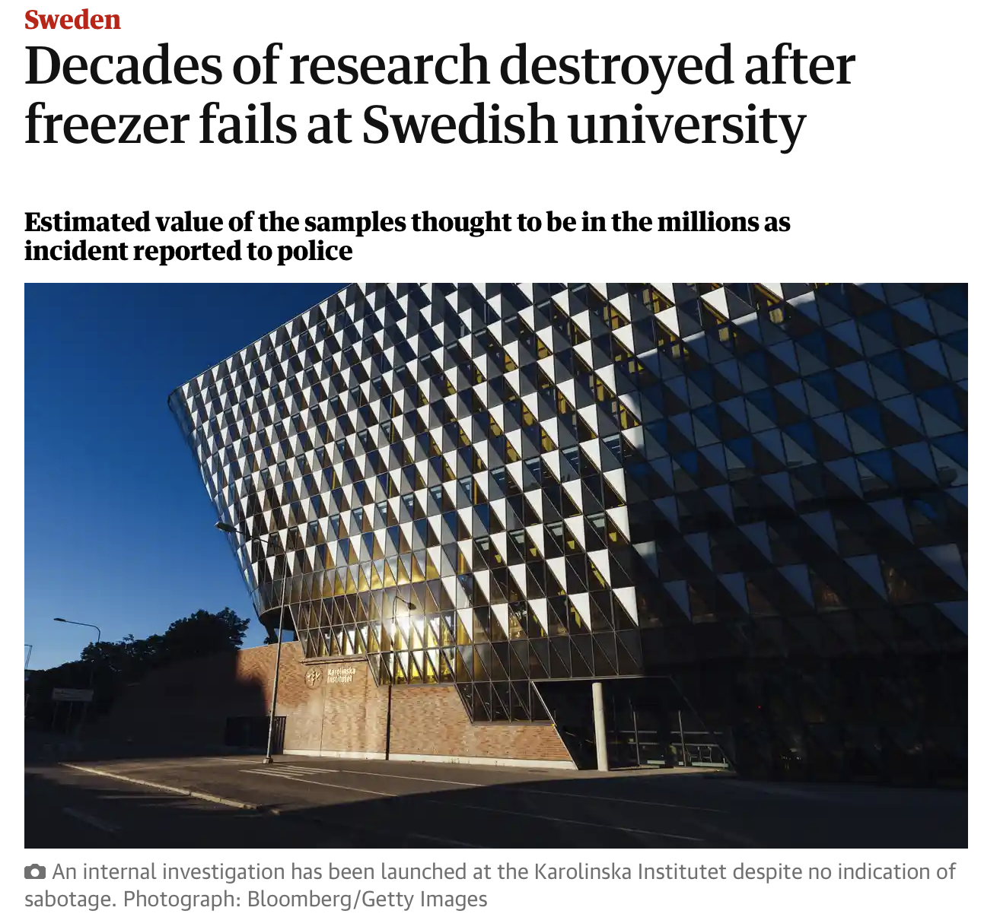 Sweden
Decades of research destroyed after
freezer fails at Swedish university
Estimated value of the samples thought to be in the millions as
incident reported to police
Karolinska
Institutet
An internal investigation has been launched at the Karolinska Institutet despite no indication of
sabotage. Photograph: Bloomberg/Getty Images